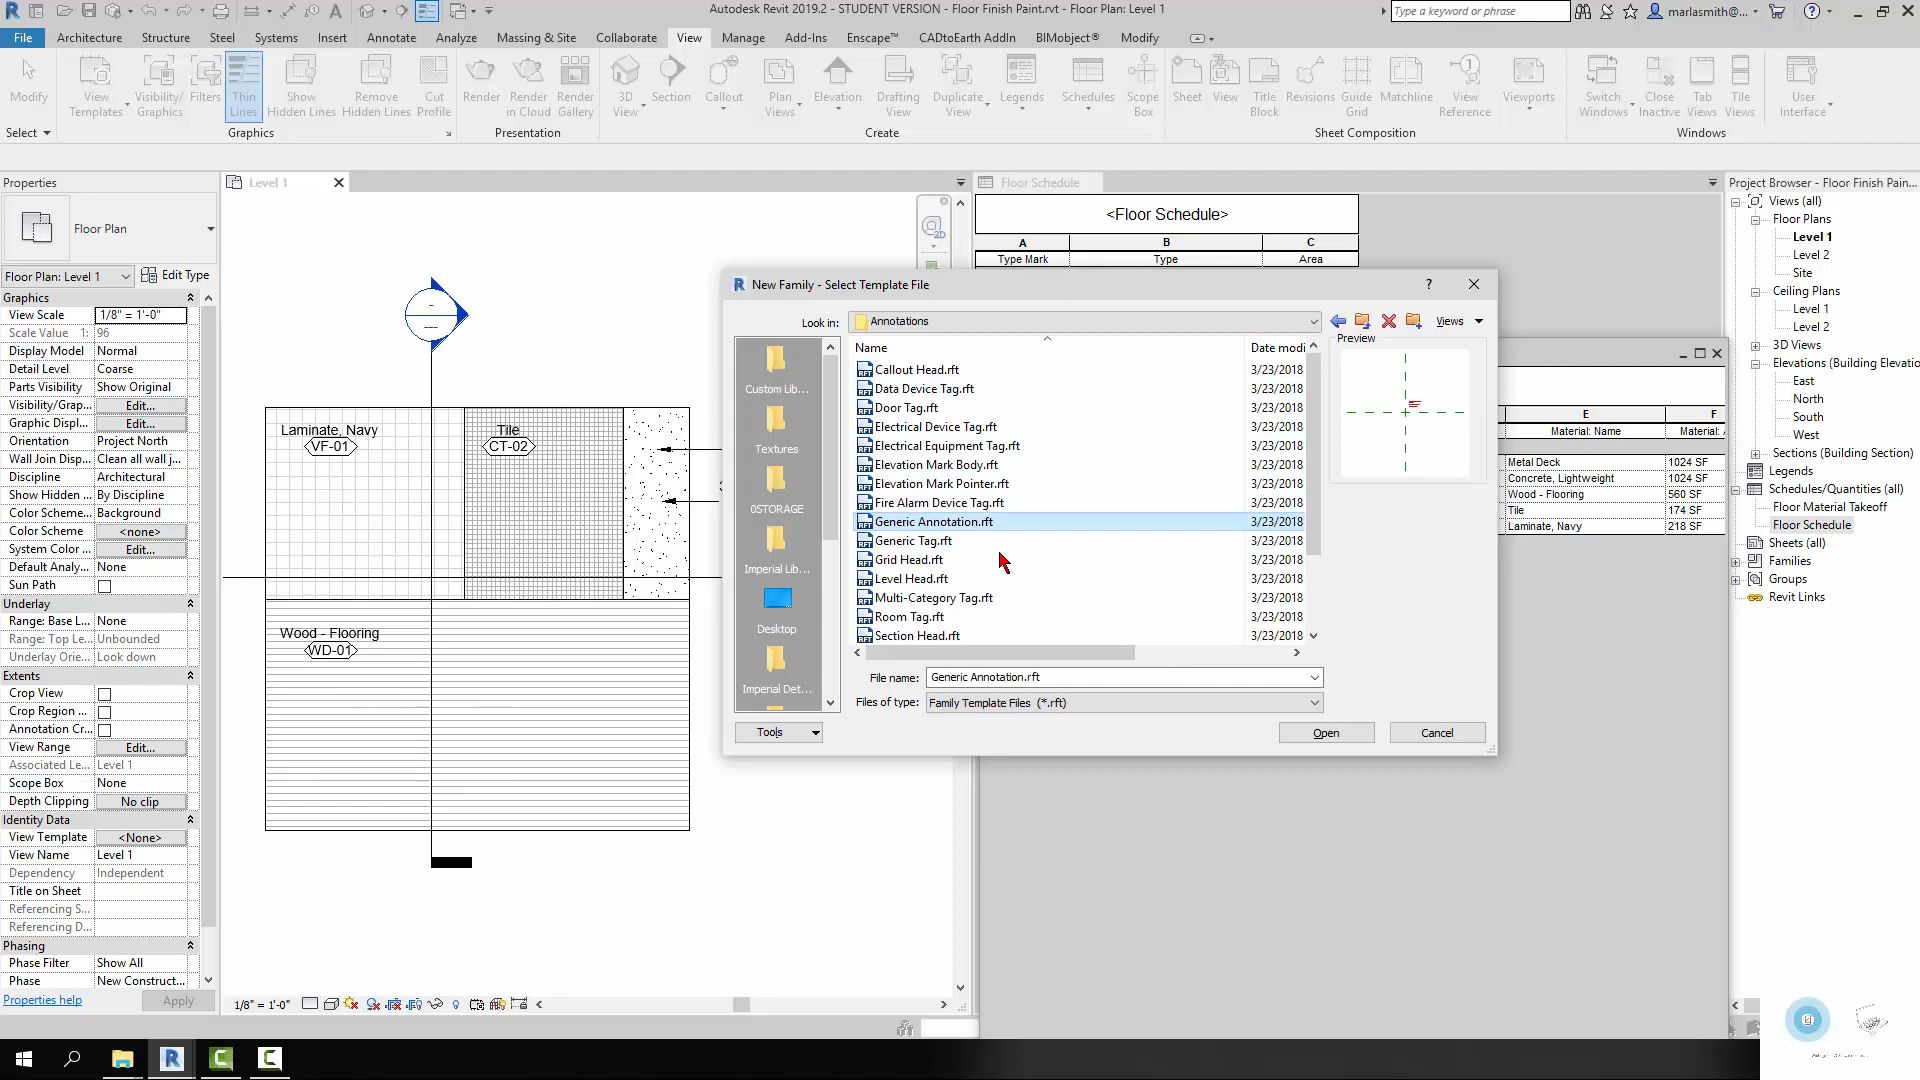 Autodesk Revit 2019.2 - STUDENT VERSION - Floor Finish Paint.rvt - Floor Plan: Level 1
Type a keyword or phrase
marlasmith@...
File Architecture Structure Steel Systems Insert Annotate Analyze Massing & Site Collaborate View Manage Add-Ins Enscape™ CADtoEarth AddIn BIMobject® Modify
Modify
View Templates
Visibility/ Graphics
Filters
Thin Lines
Show Hidden Lines
Remove Hidden Lines
Cut Profile
Render
Render in Cloud
Render Gallery
3D View
Section
Callout
Plan Views
Elevation
Drafting View
Duplicate View
Legends
Schedules
Scope Box
Sheet
View
Title Block
Revisions
Guide Grid
Matchline
View Reference
Viewports
Switch Windows
Close Inactive
Tab Views
Tile Views
User Interface
Select Graphics Presentation Create Sheet Composition Windows
Properties
Floor Plan
Floor Plan: Level 1 Edit Type
Graphics
View Scale 1/8" = 1'-0"
Scale Value 1: 96
Display Model Normal
Detail Level Coarse
Parts Visibility Show Original
Visibility/Grap... Edit...
Graphic Displ... Edit...
Orientation Project North
Wall Join Disp... Clean all wall j...
Discipline Architectural
Show Hidden ... By Discipline
Color Scheme... Background
Color Scheme <none>
System Color ... Edit...
Default Analy... None
Sun Path
Underlay
Range: Base L... None
Range: Top Le... Unbounded
Underlay Orie... Look down
Extents
Crop View
Crop Region ...
Annotation Cr...
View Range Edit...
Associated Le... Level 1
Scope Box None
Depth Clipping No clip
Identity Data
View Template <None>
View Name Level 1
Dependency Independent
Title on Sheet
Referencing S...
Referencing D...
Phasing
Phase Filter Show All
Phase New Construct...
Properties help Apply
Level 1
Laminate, Navy
VF-01
Tile
CT-02
Wood - Flooring
WD-01
1/8" = 1'-0"
Floor Schedule
<Floor Schedule>
A B C
Type Mark Type Area
New Family - Select Template File
Look in: Annotations
Views
Custom Lib...
Textures
0STORAGE
Imperial Lib...
Desktop
Imperial Det...
Name Date modi
Callout Head.rft 3/23/2018
Data Device Tag.rft 3/23/2018
Door Tag.rft 3/23/2018
Electrical Device Tag.rft 3/23/2018
Electrical Equipment Tag.rft 3/23/2018
Elevation Mark Body.rft 3/23/2018
Elevation Mark Pointer.rft 3/23/2018
Fire Alarm Device Tag.rft 3/23/2018
Generic Annotation.rft 3/23/2018
Generic Tag.rft 3/23/2018
Grid Head.rft 3/23/2018
Level Head.rft 3/23/2018
Multi-Category Tag.rft 3/23/2018
Room Tag.rft 3/23/2018
Section Head.rft 3/23/2018
Preview
File name: Generic Annotation.rft
Files of type: Family Template Files (*.rft)
Tools Open Cancel
E F
Material: Name Material: A
Metal Deck 1024 SF
Concrete, Lightweight 1024 SF
Wood - Flooring 560 SF
Tile 174 SF
Laminate, Navy 218 SF
Project Browser - Floor Finish Pain...
Views (all)
Floor Plans
Level 1
Level 2
Site
Ceiling Plans
Level 1
Level 2
3D Views
Elevations (Building Elevatio
East
North
South
West
Sections (Building Section)
Legends
Schedules/Quantities (all)
Floor Material Takeoff
Floor Schedule
Sheets (all)
Families
Groups
Revit Links